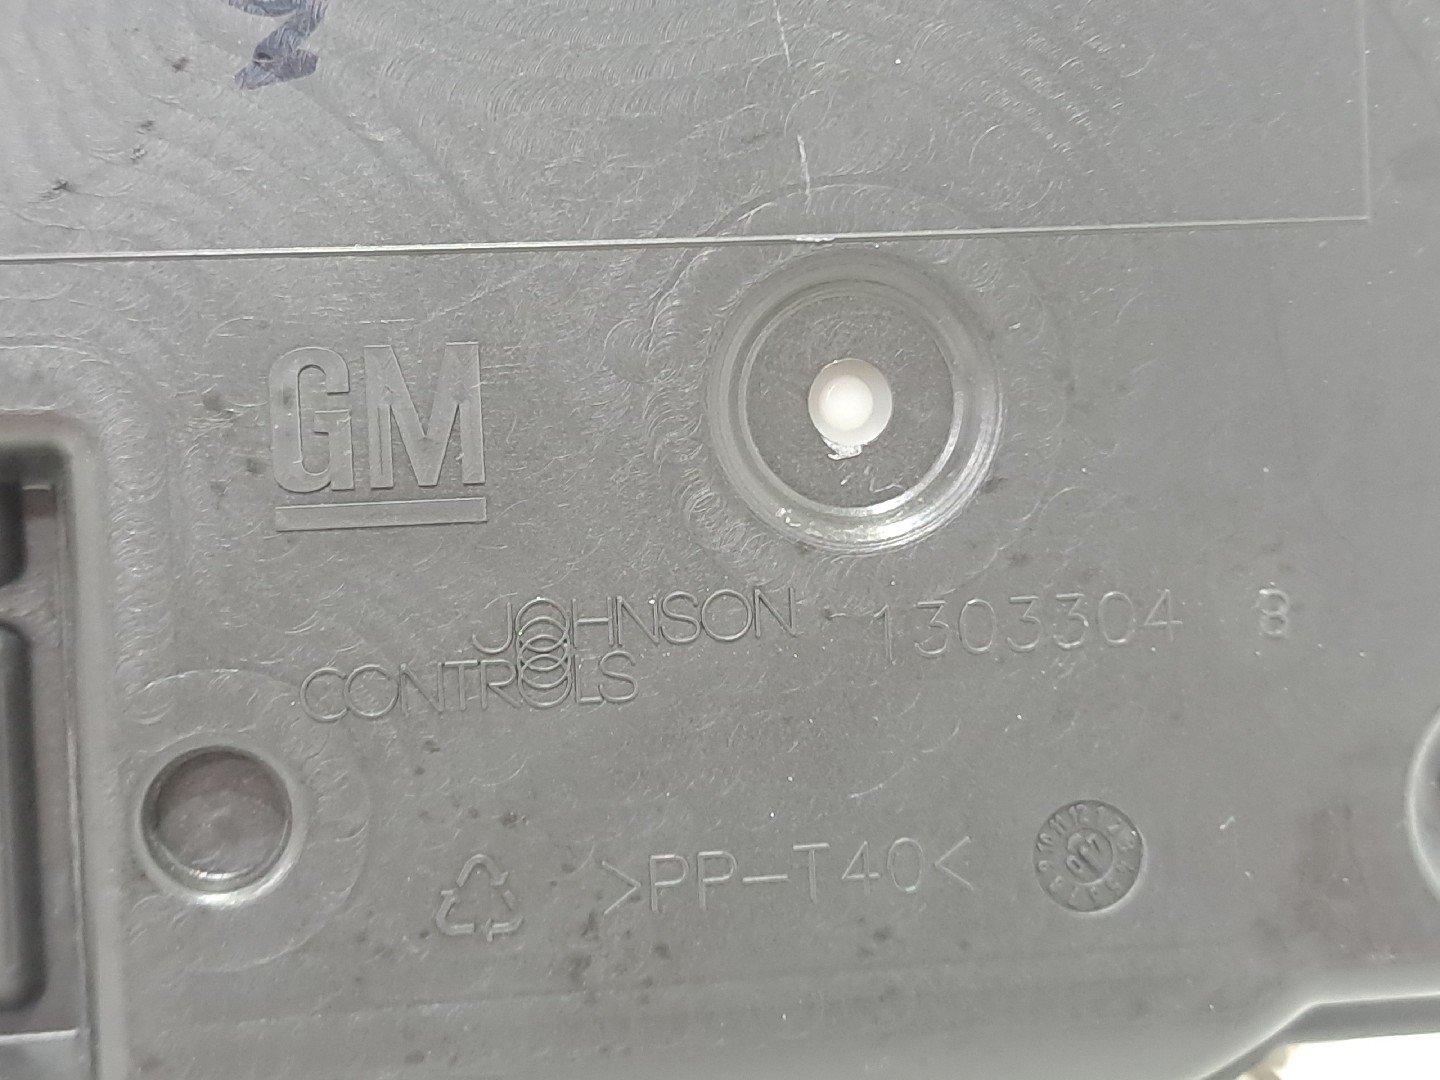 GM
JOHNSON 1303304 B
CONTROLS
>PP-T40<